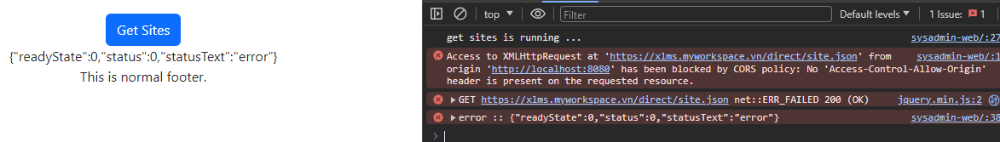 Get Sites
{"readyState":0,"status":0,"statusText":"error"}
This is normal footer.
top
Filter
Default levels
1 Issue: 1
get sites is running ... sysadmin-web/:27
Access to XMLHttpRequest at 'https://xlms.myworkspace.vn/direct/site.json' from sysadmin-web/:1
origin 'http://localhost:8080' has been blocked by CORS policy: No 'Access-Control-Allow-Origin'
header is present on the requested resource.
GET https://xlms.myworkspace.vn/direct/site.json net::ERR_FAILED 200 (OK) jquery.min.js:2
error :: {"readyState":0,"status":0,"statusText":"error"} sysadmin-web/:38